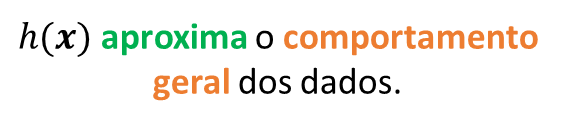 h(x) aproxima o comportamento
geral dos dados.